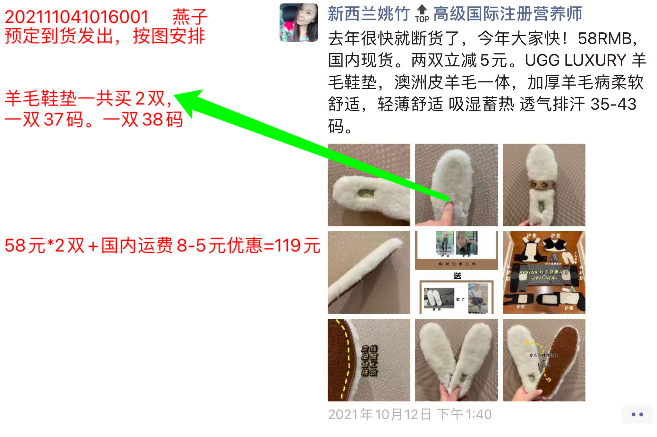 202111041016001 燕子
预定到货发出，按图安排
羊毛鞋垫一共买2双，
一双37码。一双38码
58元*2双+国内运费8-5元优惠=119元
新西兰姚竹 TOP 高级国际注册营养师
去年很快就断货了，今年大家快！58RMB，
国内现货。两双立减5元。UGG LUXURY 羊
毛鞋垫，澳洲皮羊毛一体，加厚羊毛病柔软
舒适，轻薄舒适 吸湿蓄热 透气排汗 35-43
码。
送
2021年10月12日 下午1:40